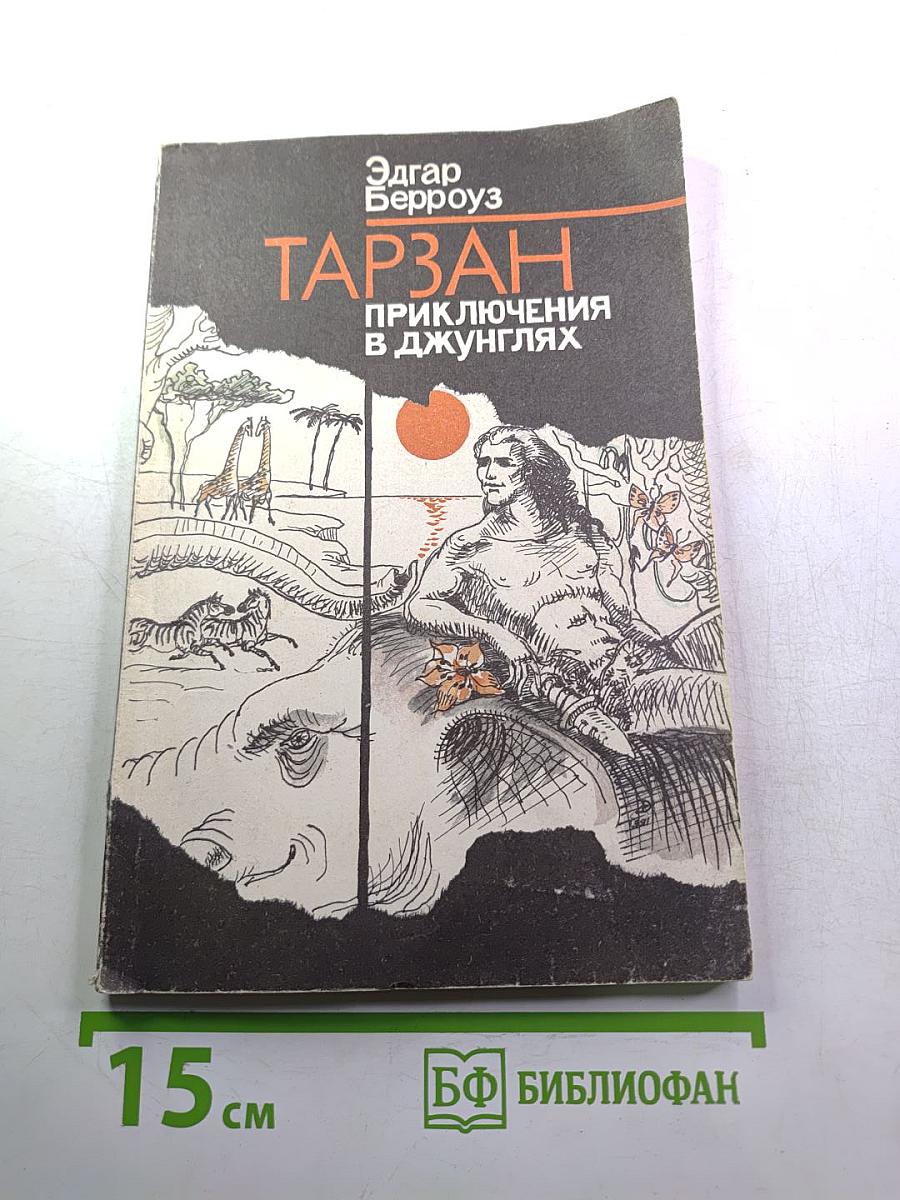 Эдгар
Берроуз
ТАРЗАН
ПРИКЛЮЧЕНИЯ
В ДЖУНГЛЯХ
15 см
БФ БИБЛИОФАН